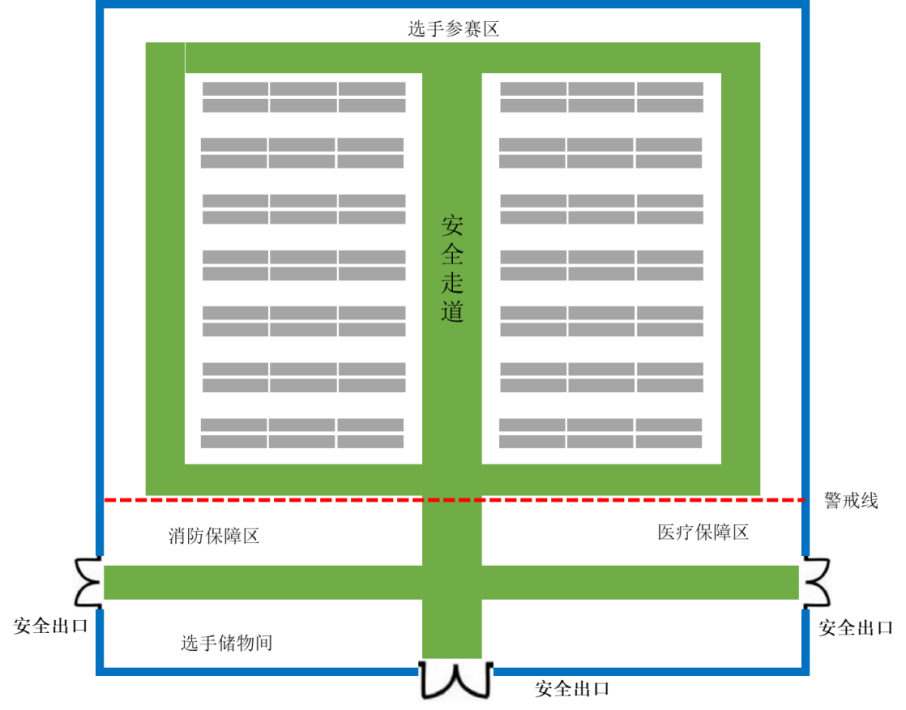 选手参赛区
安全走道
警戒线
消防保障区
医疗保障区
安全出口
安全出口
选手储物间
安全出口